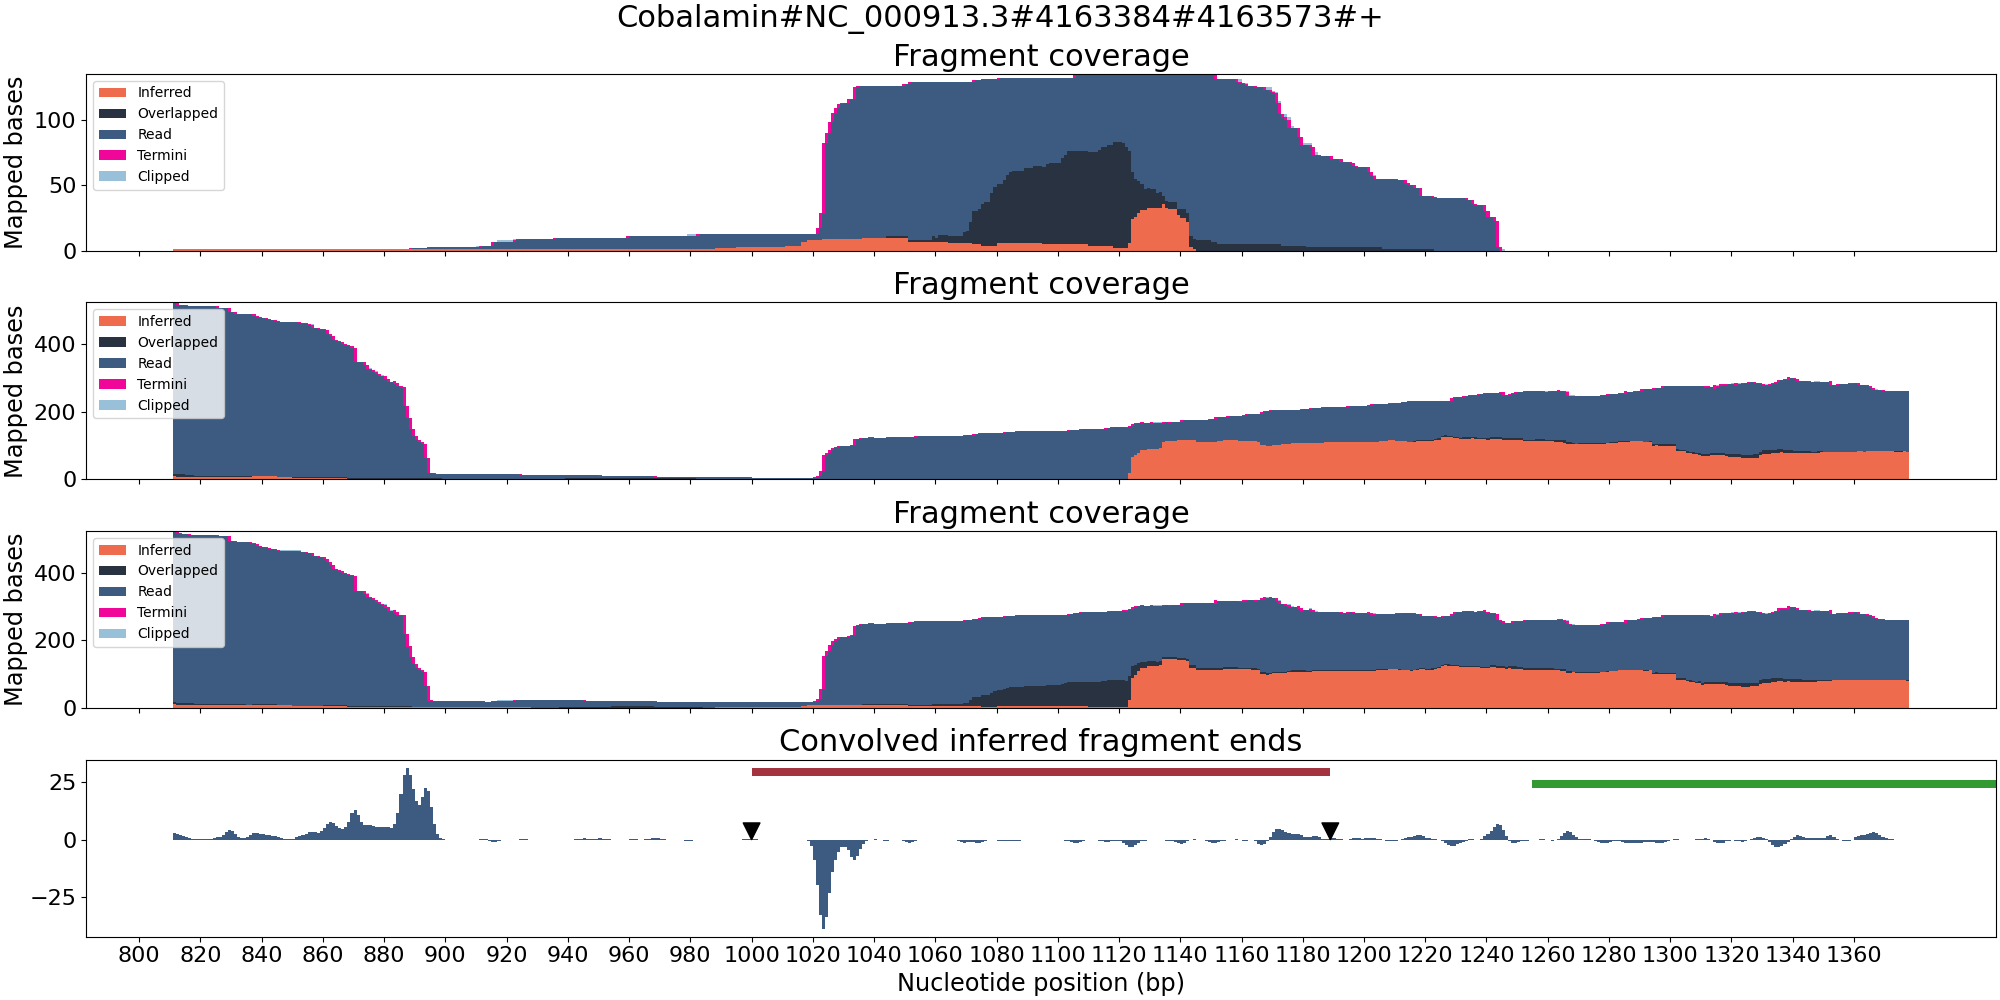 Cobalamin#NC_000913.3#4163384#4163573#+
Fragment coverage
Mapped bases
100
50
0
Inferred
Overlapped
Read
Termini
Clipped
Fragment coverage
Mapped bases
400
200
0
Inferred
Overlapped
Read
Termini
Clipped
Fragment coverage
Mapped bases
400
200
0
Inferred
Overlapped
Read
Termini
Clipped
Convolved inferred fragment ends
25
0
−25
800 820 840 860 880 900 920 940 960 980 1000 1020 1040 1060 1080 1100 1120 1140 1160 1180 1200 1220 1240 1260 1280 1300 1320 1340 1360
Nucleotide position (bp)